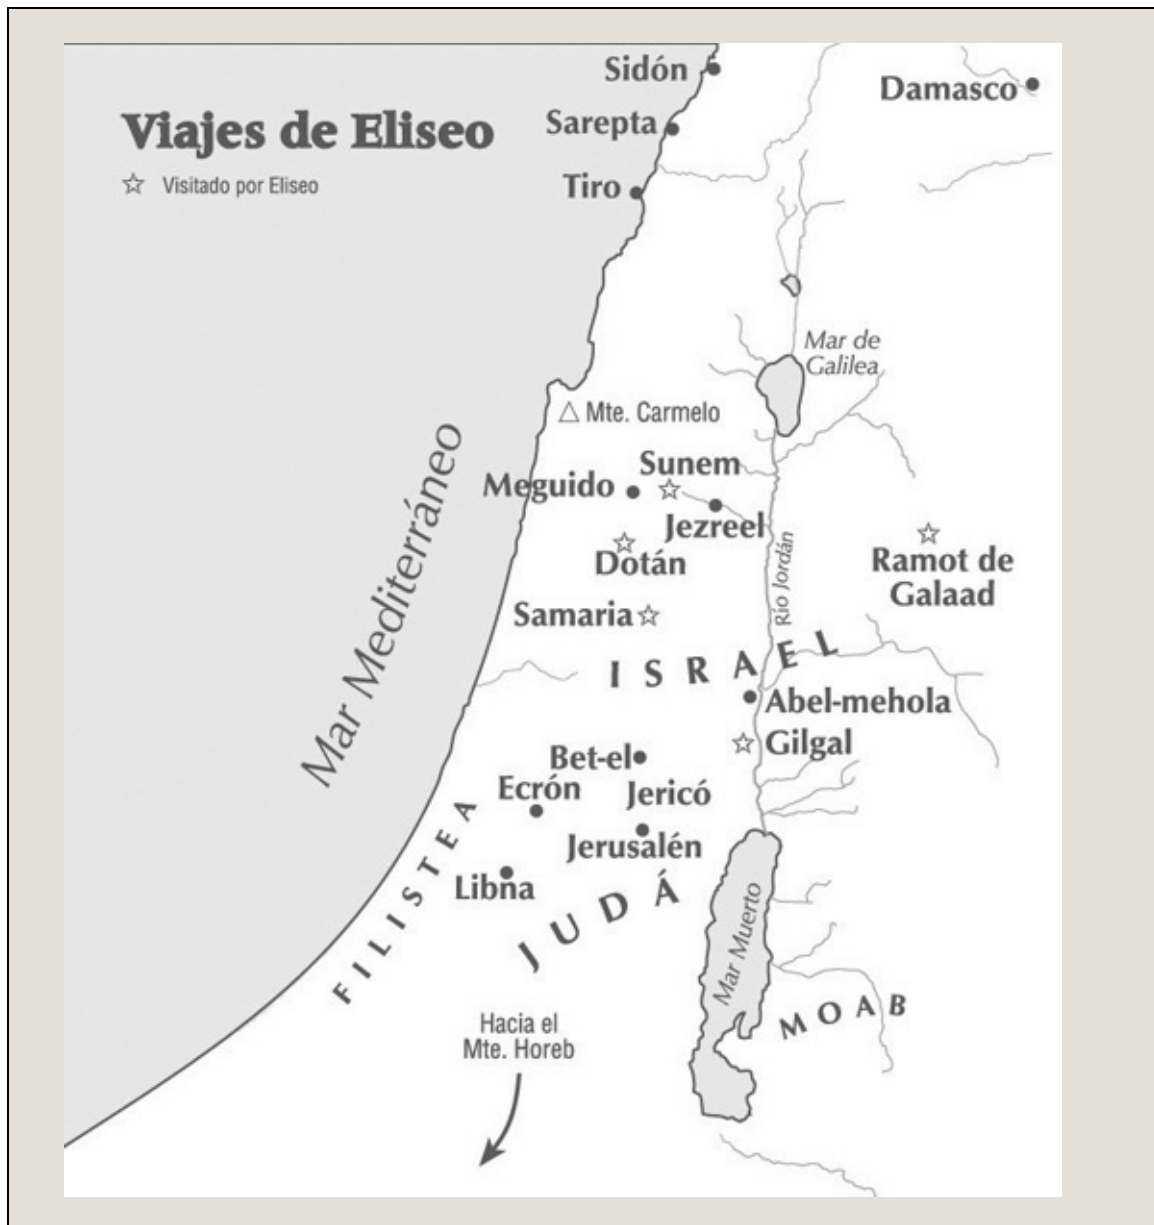 Viajes de Eliseo
Visitado por Eliseo
Sidón
Damasco
Sarepta
Tiro
Mar de
Galilea
Mte. Carmelo
Mar Mediterráneo
Sunem
Meguido
Jezreel
Dotán
Río Jordán
Ramot de
Galaad
Samaria
ISRAEL
Abel-mehola
Gilgal
Bet-el
Ecrón
Jericó
Jerusalén
FILISTEA
Libna
JUDÁ
Mar Muerto
MOAB
Hacia el
Mte. Horeb